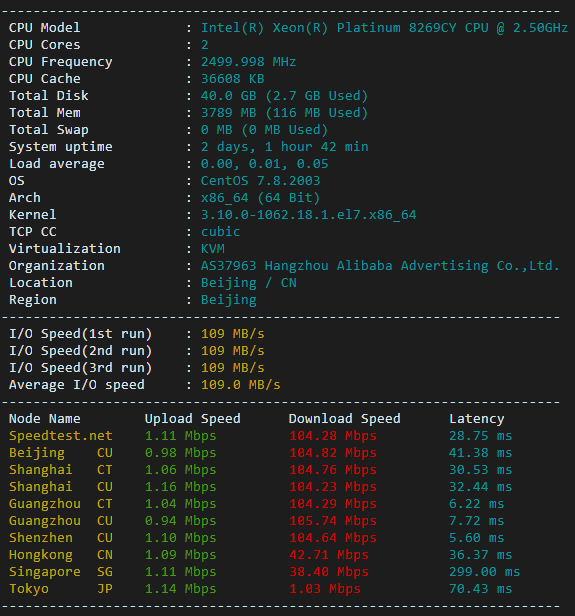 ----------------------------------------------------------------------
CPU Model : Intel(R) Xeon(R) Platinum 8269CY CPU @ 2.50GHz
CPU Cores : 2
CPU Frequency : 2499.998 MHz
CPU Cache : 36608 KB
Total Disk : 40.0 GB (2.7 GB Used)
Total Mem : 3789 MB (116 MB Used)
Total Swap : 0 MB (0 MB Used)
System uptime : 2 days, 1 hour 42 min
Load average : 0.00, 0.01, 0.05
OS : CentOS 7.8.2003
Arch : x86_64 (64 Bit)
Kernel : 3.10.0-1062.18.1.el7.x86_64
TCP CC : cubic
Virtualization : KVM
Organization : AS37963 Hangzhou Alibaba Advertising Co.,Ltd.
Location : Beijing / CN
Region : Beijing
----------------------------------------------------------------------
I/O Speed(1st run) : 109 MB/s
I/O Speed(2nd run) : 109 MB/s
I/O Speed(3rd run) : 109 MB/s
Average I/O speed : 109.0 MB/s
----------------------------------------------------------------------
Node Name Upload Speed Download Speed Latency
Speedtest.net 1.11 Mbps 104.28 Mbps 28.75 ms
Beijing CU 0.98 Mbps 104.82 Mbps 41.38 ms
Shanghai CT 1.06 Mbps 104.76 Mbps 30.53 ms
Shanghai CU 1.16 Mbps 104.23 Mbps 32.44 ms
Guangzhou CT 1.04 Mbps 104.29 Mbps 6.22 ms
Guangzhou CU 0.94 Mbps 105.74 Mbps 7.72 ms
Shenzhen CU 1.10 Mbps 104.64 Mbps 5.60 ms
Hongkong CN 1.09 Mbps 42.71 Mbps 36.37 ms
Singapore SG 1.11 Mbps 38.40 Mbps 299.00 ms
Tokyo JP 1.14 Mbps 1.03 Mbps 70.43 ms
----------------------------------------------------------------------